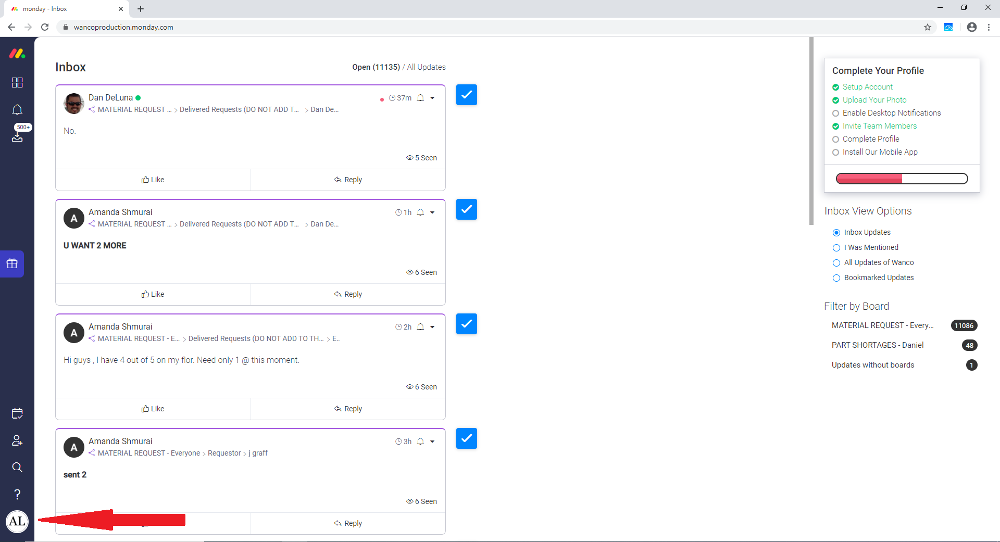 monday - Inbox
wancoproduction.monday.com
500+
AL
Inbox
Open (11135) / All Updates
Dan DeLuna
37m
MATERIAL REQUEST ... > Delivered Requests (DO NOT ADD T... > Dan De...
No.
5 Seen
Like
Reply
Amanda Shmurai
1h
A
MATERIAL REQUEST ... > Delivered Requests (DO NOT ADD T... > Dan De...
U WANT 2 MORE
6 Seen
Like
Reply
Amanda Shmurai
2h
A
MATERIAL REQUEST - E... > Delivered Requests (DO NOT ADD TO TH... > E..
Hi guys , I have 4 out of 5 on my flor. Need only 1 @ this moment.
6 Seen
Like
Reply
Amanda Shmurai
3h
A
MATERIAL REQUEST - Everyone > Requestor > j graff
sent 2
6 Seen
Reply
Complete Your Profile
Setup Account
Upload Your Photo
Enable Desktop Notifications
Invite Team Members
Complete Profile
Install Our Mobile App
Inbox View Options
Inbox Updates
I Was Mentioned
All Updates of Wanco
Bookmarked Updates
Filter by Board
MATERIAL REQUEST - Every... 11086
PART SHORTAGES - Daniel 48
Updates without boards 1